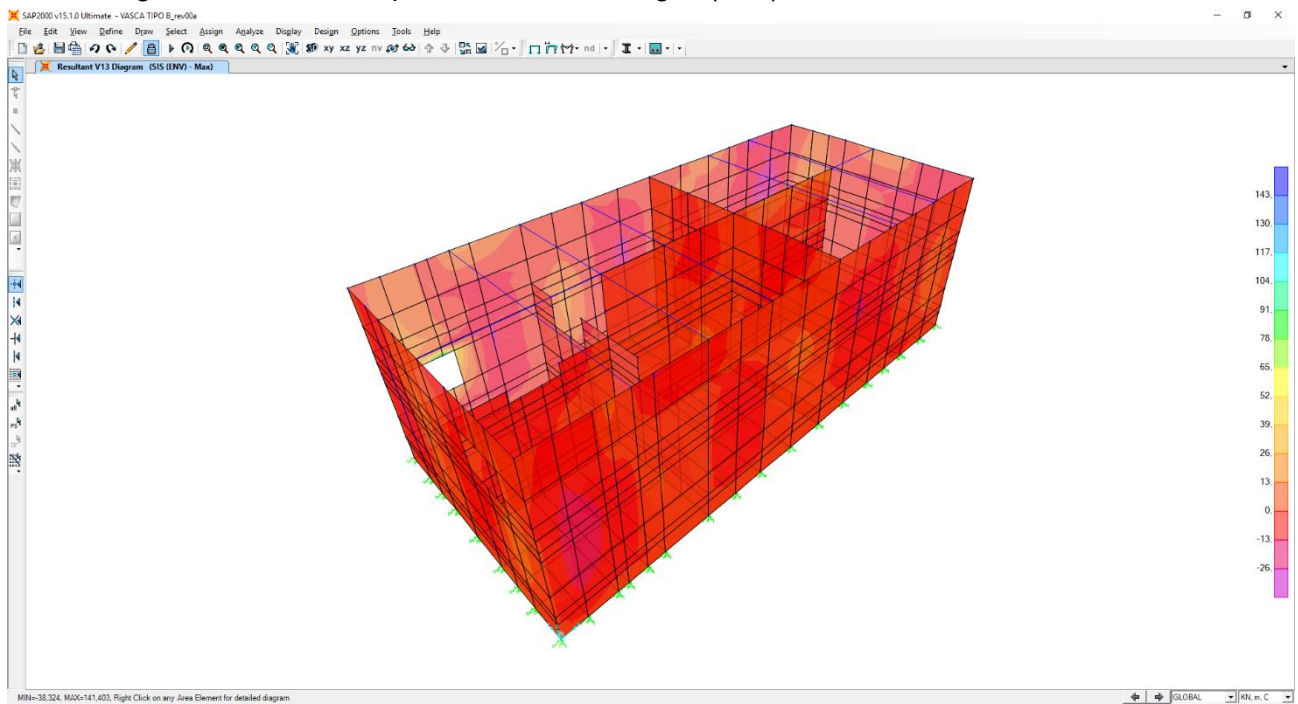 SAP2000 v15.1.0 Ultimate - VASCA TIPO B_rev00a
File Edit View Define Draw Select Assign Analyze Display Design Options Tools Help
xy xz yz nv nd
Resultant V13 Diagram (SIS (ENV) - Max)
143,
130,
117,
104,
91,
78,
65,
52,
39,
26,
13,
0,
-13,
-26,
MIN=-38,324, MAX=141,403, Right Click on any Area Element for detailed diagram
GLOBAL
KN, m, C